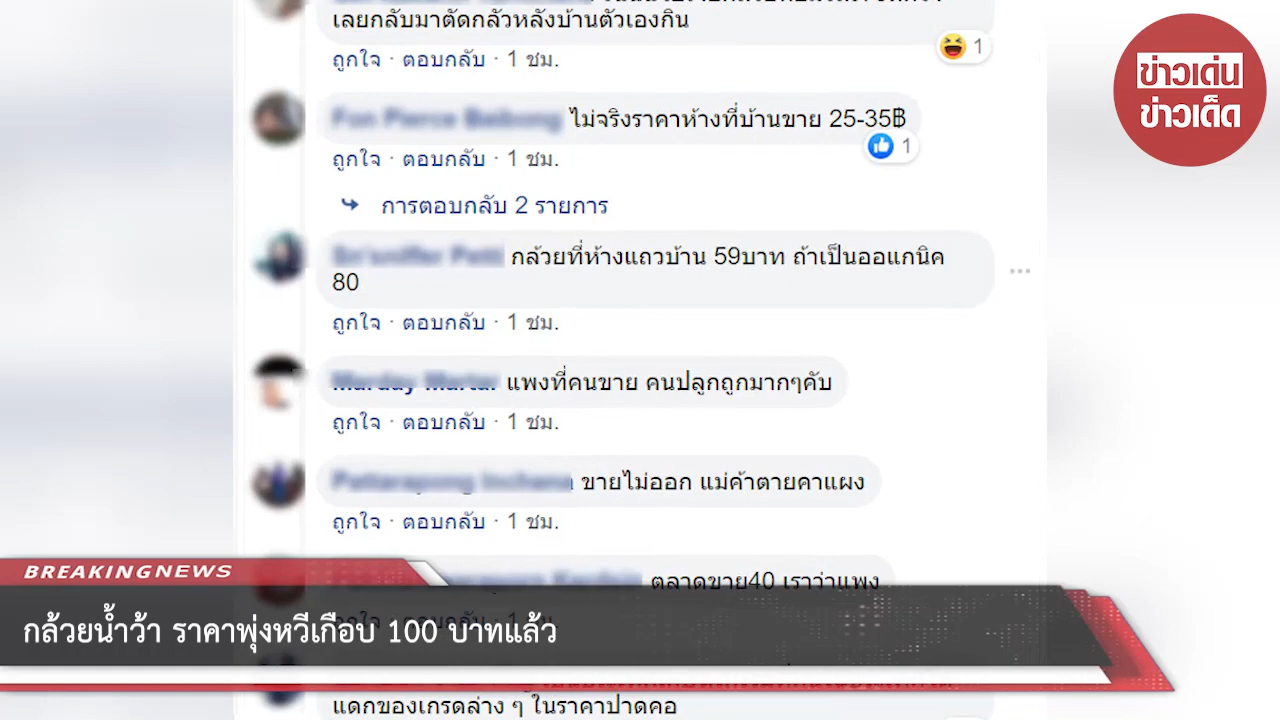 เลยกลับมาตัดกลัวหลังบ้านตัวเองกิน
1
ถูกใจ · ตอบกลับ · 1 ชม.
ข่าวเด่น
ข่าวเด็ด
ไม่จริงราคาห้างที่บ้านขาย 25-35฿
1
ถูกใจ · ตอบกลับ · 1 ชม.
การตอบกลับ 2 รายการ
กล้วยที่ห้างแถวบ้าน 59บาท ถ้าเป็นออแกนิค
80
ถูกใจ · ตอบกลับ · 1 ชม.
แพงที่คนขาย คนปลูกถูกมากๆคับ
ถูกใจ · ตอบกลับ · 1 ชม.
ขายไม่ออก แม่ค้าตายคาแผง
ถูกใจ · ตอบกลับ · 1 ชม.
BREAKINGNEWS
ตลาดขาย40 เราว่าแพง
กล้วยน้ำว้า ราคาพุ่งหวีเกือบ 100 บาทแล้ว
แดกของเกรดล่าง ๆ ในราคาปาดคอ